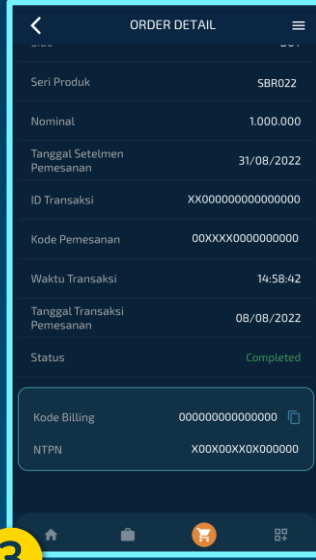 ORDER DETAIL
Seri Produk SBR022
Nominal 1.000.000
Tanggal Setelmen
Pemesanan 31/08/2022
ID Transaksi XX000000000000000
Kode Pemesanan 00XXXX0000000000
Waktu Transaksi 14:58:42
Tanggal Transaksi
Pemesanan 08/08/2022
Status Completed
Kode Billing 000000000000000
NTPN X00X00XX0X000000
3